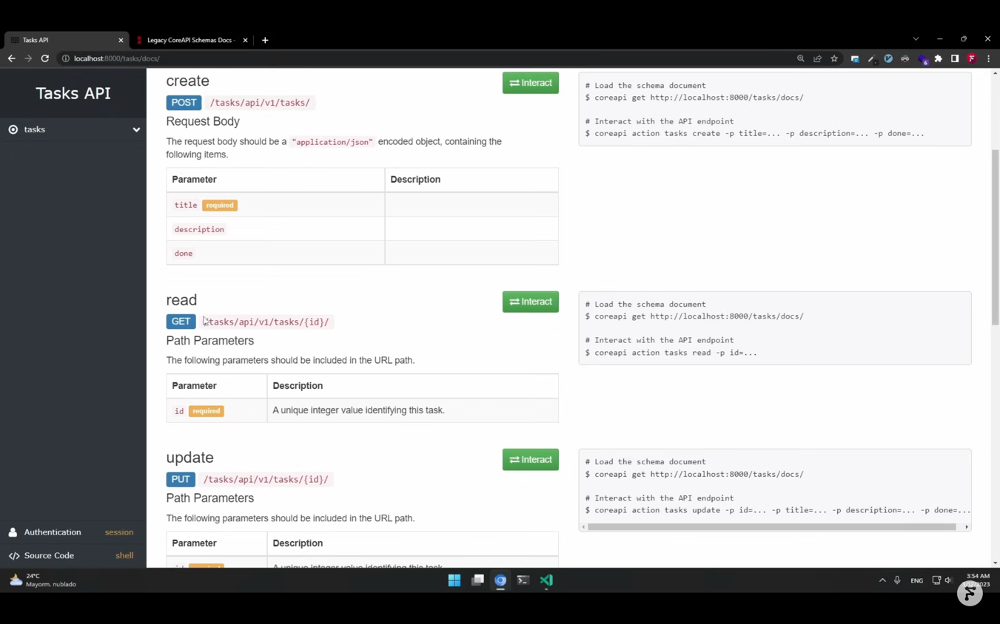 Tasks API
Legacy CoreAPI Schemas Docs -
localhost:8000/tasks/docs/
6
Tasks API
tasks
Authentication session
Source Code shell
create
Interact
POST /tasks/api/v1/tasks/
Request Body
The request body should be a "application/json" encoded object, containing the
following items.
Parameter Description
title required
description
done
# Load the schema document
$ coreapi get http://localhost:8000/tasks/docs/
# Interact with the API endpoint
$ coreapi action tasks create -p title=... -p description=... -p done=...
read
Interact
GET /tasks/api/v1/tasks/{id}/
Path Parameters
The following parameters should be included in the URL path.
Parameter Description
id required A unique integer value identifying this task.
# Load the schema document
$ coreapi get http://localhost:8000/tasks/docs/
# Interact with the API endpoint
$ coreapi action tasks read -p id=...
update
Interact
PUT /tasks/api/v1/tasks/{id}/
Path Parameters
The following parameters should be included in the URL path.
Parameter Description
A unique integer value identifying this task.
# Load the schema document
$ coreapi get http://localhost:8000/tasks/docs/
# Interact with the API endpoint
$ coreapi action tasks update -p id=... -p title=... -p description=... -p done=...
24°C
Mayorm. nublado
ENG
3:54 AM